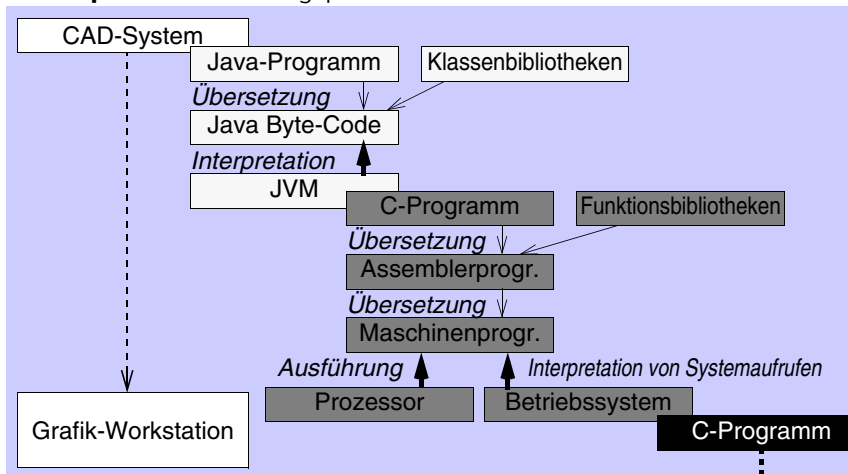 CAD-System
Java-Programm
Klassenbibliotheken
Übersetzung
Java Byte-Code
Interpretation
JVM
C-Programm
Funktionsbibliotheken
Übersetzung
Assemblerprogr.
Übersetzung
Maschinenprogr.
Ausführung
Interpretation von Systemaufrufen
Prozessor
Betriebssystem
Grafik-Workstation
C-Programm